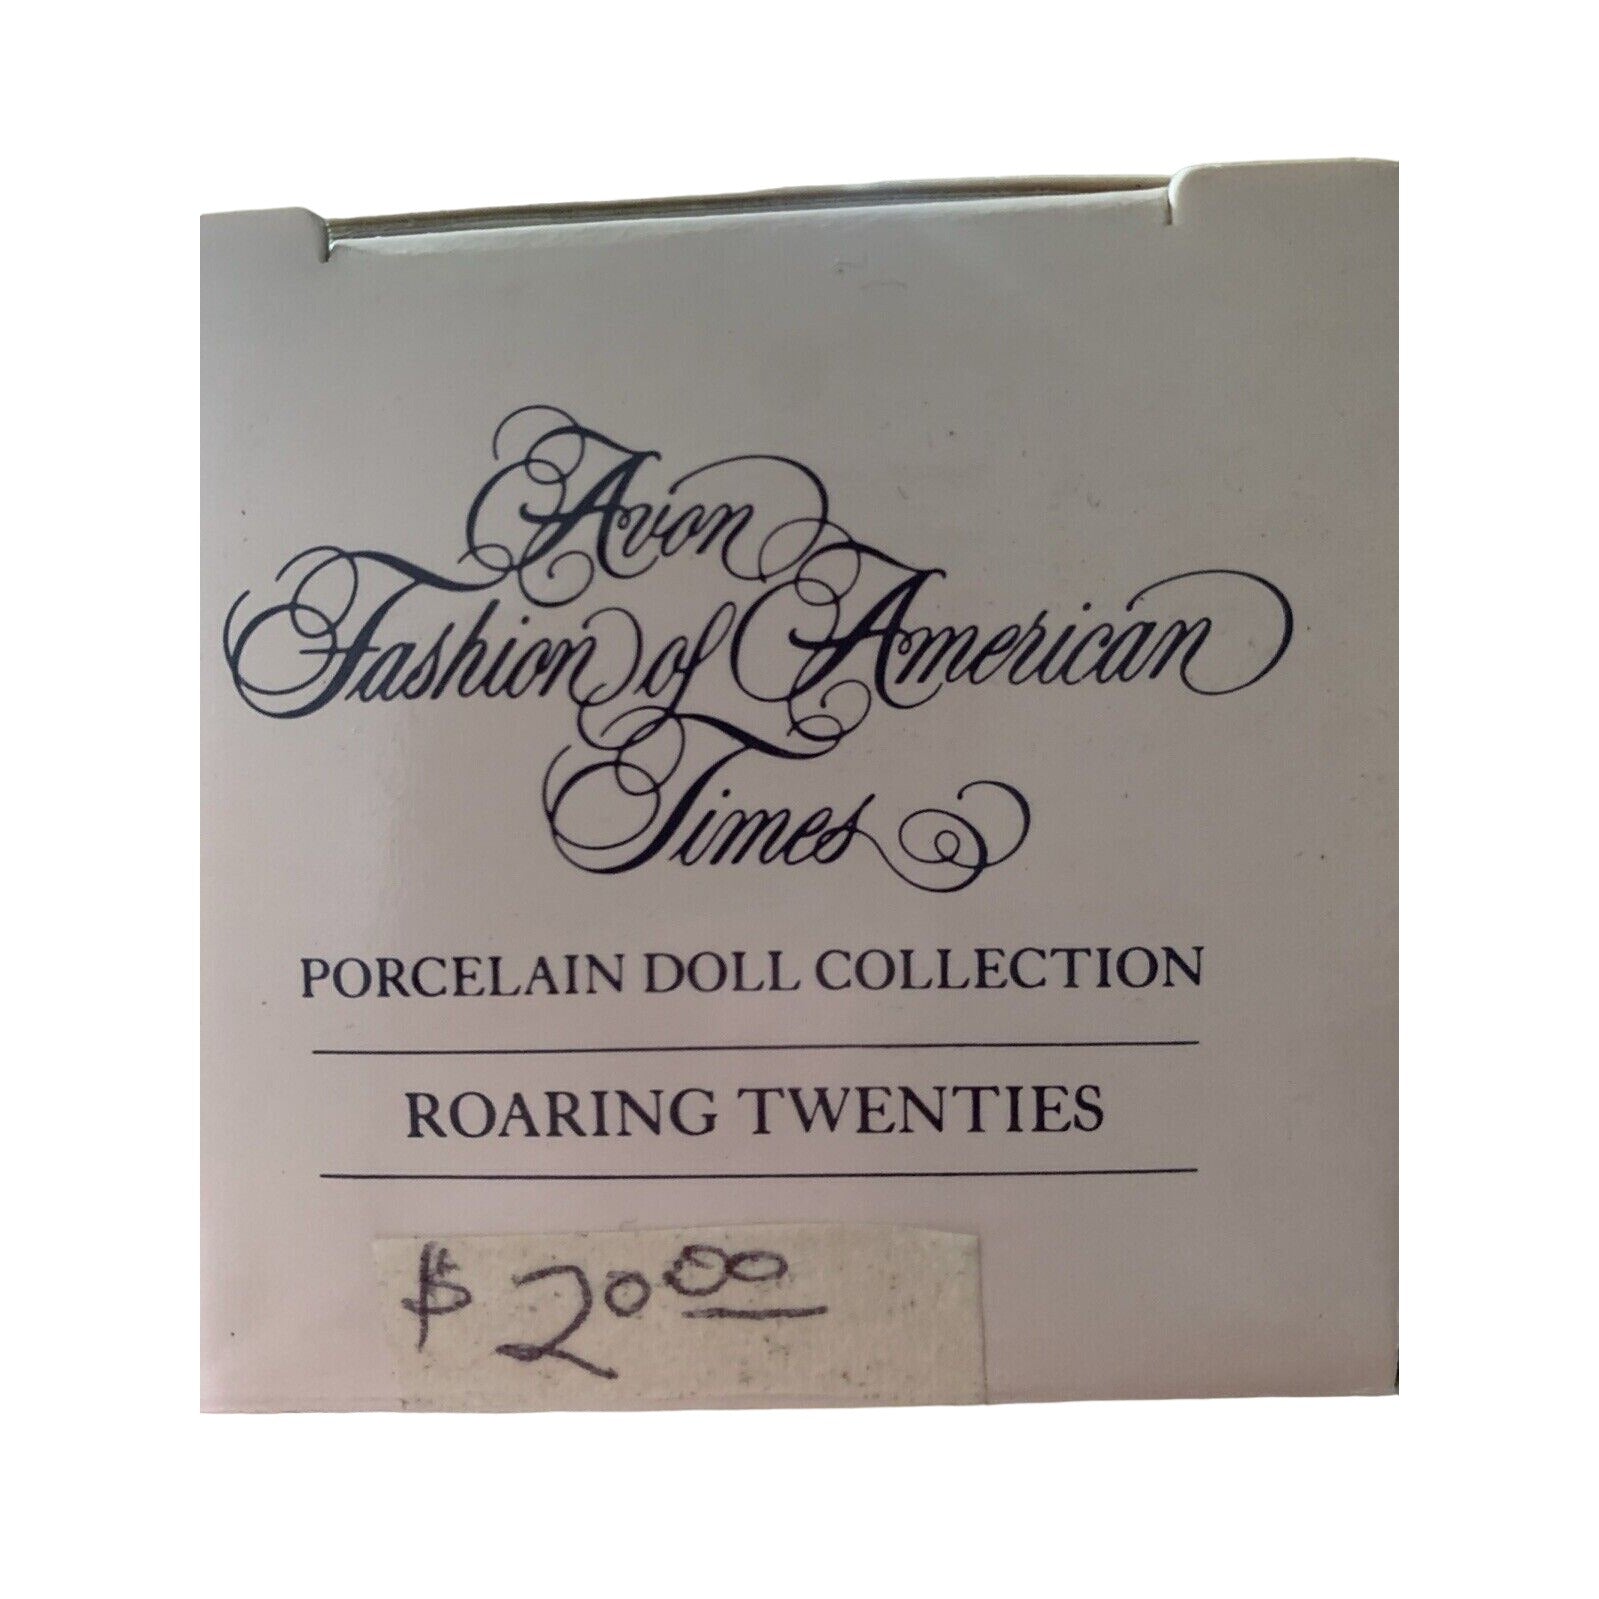 Avon
Fashion of American
Times
PORCELAIN DOLL COLLECTION
ROARING TWENTIES
$20.00